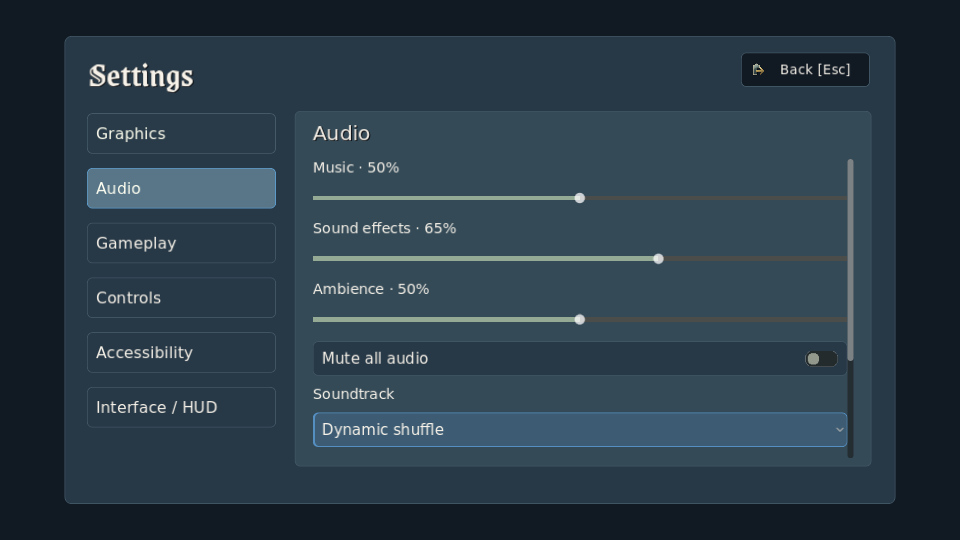 Settings
Back [Esc]
Graphics
Audio
Gameplay
Controls
Accessibility
Interface / HUD
Audio
Music · 50%
Sound effects · 65%
Ambience · 50%
Mute all audio
Soundtrack
Dynamic shuffle